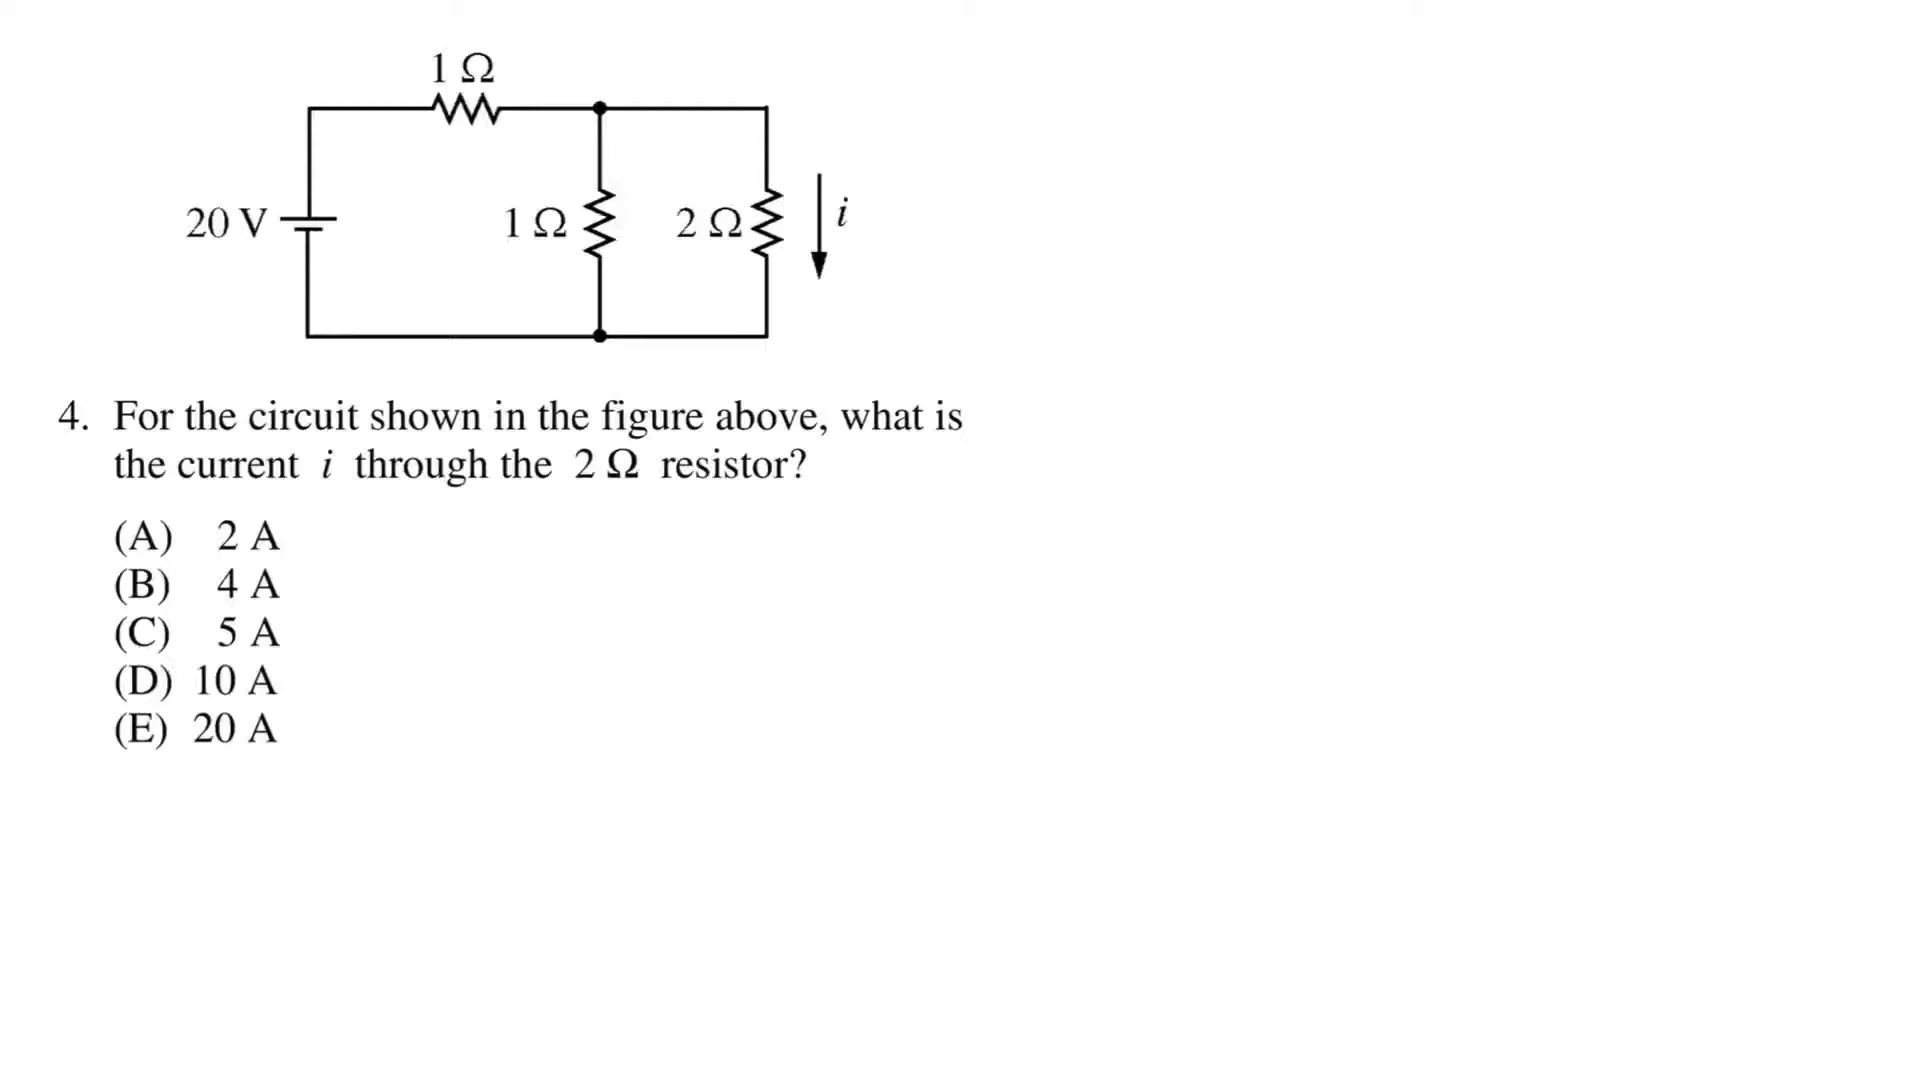 1 Ω
20 V
1 Ω
2 Ω
i
4. For the circuit shown in the figure above, what is
the current i through the 2 Ω resistor?
(A) 2 A
(B) 4 A
(C) 5 A
(D) 10 A
(E) 20 A